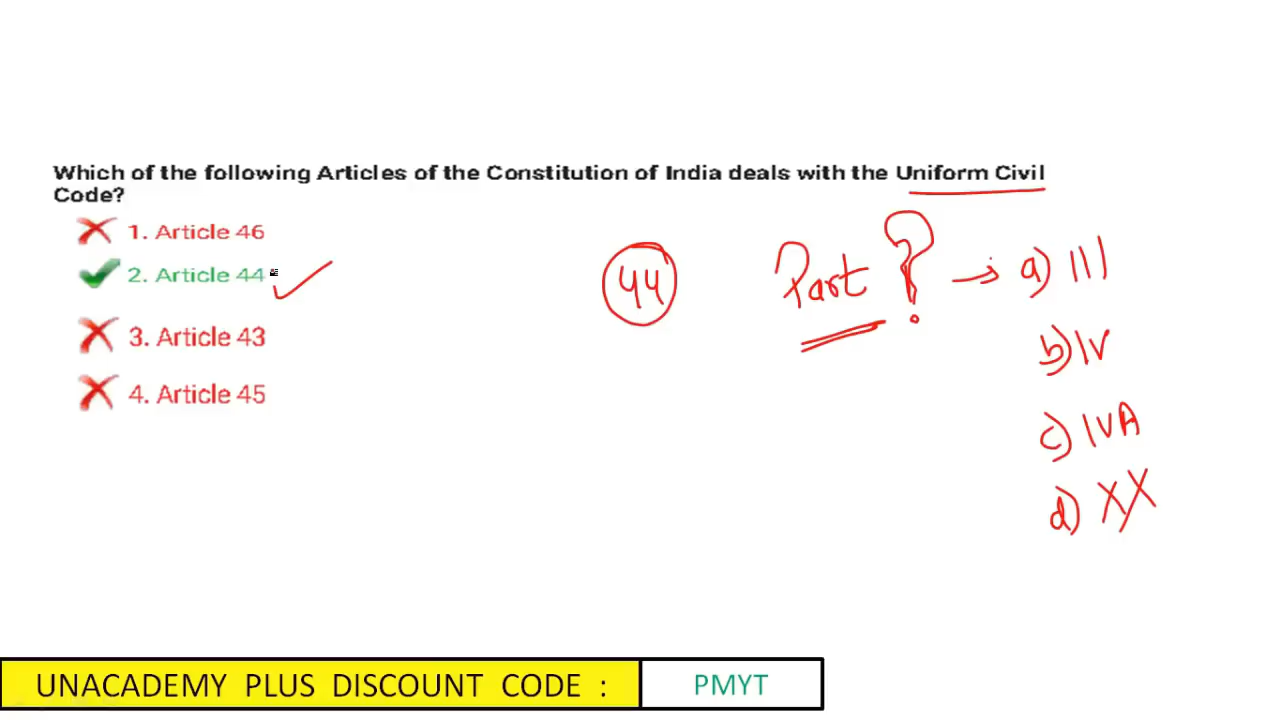 Which of the following Articles of the Constitution of India deals with the Uniform Civil
Code?
1. Article 46
2. Article 44
3. Article 43
4. Article 45
44
Part ? → a) III
b) IV
c) IVA
d) XX
UNACADEMY PLUS DISCOUNT CODE :
PMYT